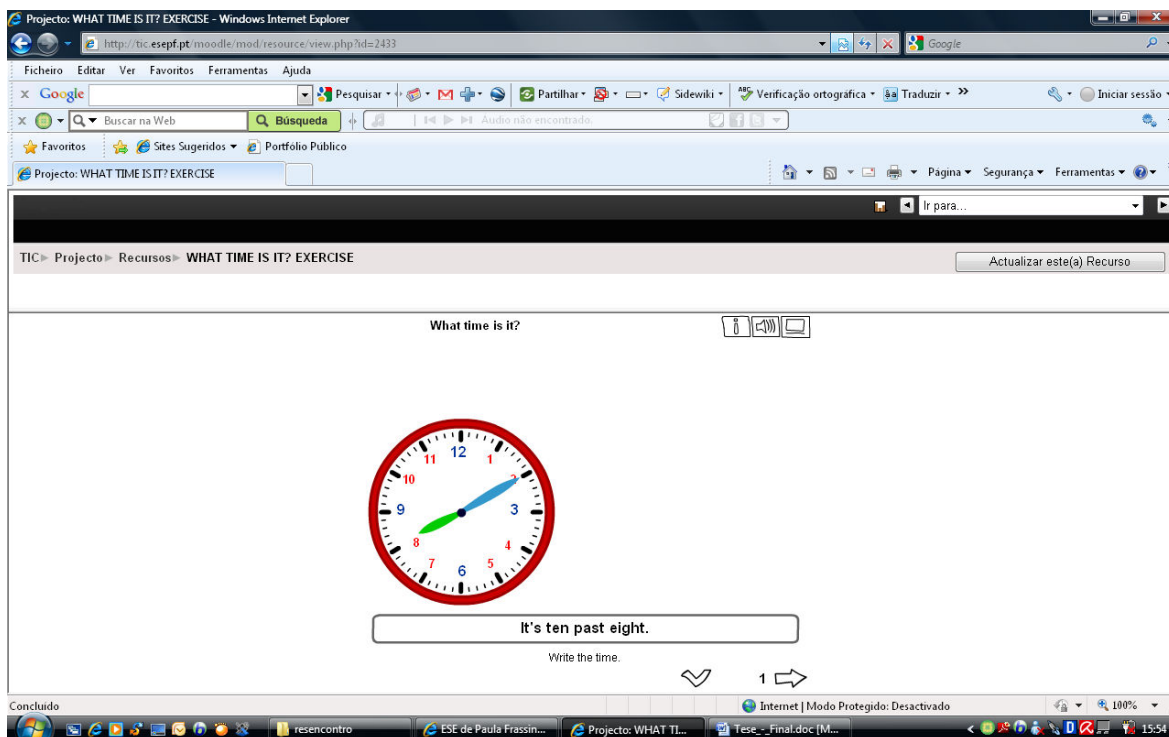 Projecto: WHAT TIME IS IT? EXERCISE - Windows Internet Explorer
http://tic.esepf.pt/moodle/mod/resource/view.php?id=2433
Google
Ficheiro Editar Ver Favoritos Ferramentas Ajuda
x Google Pesquisar Partilhar Sidewiki Verificação ortográfica Traduzir Iniciar sessão
x Buscar na Web Búsqueda Audio não encontrado.
Favoritos Sites Sugeridos Portfólio Público
Projecto: WHAT TIME IS IT? EXERCISE Página Segurança Ferramentas
Ir para...
TIC Projecto Recursos WHAT TIME IS IT? EXERCISE Actualizar este(a) Recurso
What time is it?
12
11 1
10 2
9 3
8 4
7 5
6
It's ten past eight.
Write the time.
1
Concluído Internet | Modo Protegido: Desactivado 100%
resencontro ESE de Paula Frassin... Projecto: WHAT TI... Tese_-_Final.doc [M... 15:54